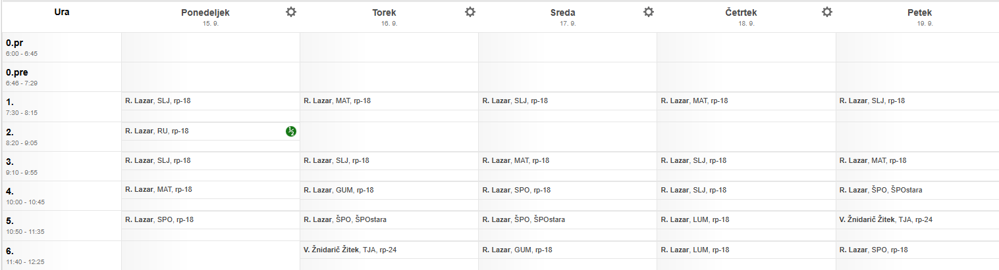 Ura Ponedeljek Torek Sreda Četrtek Petek
15. 9. 16. 9. 17. 9. 18. 9. 19. 9.
0.pr
6:00 - 6:45
0.pre
6:46 - 7:29
1. R. Lazar, SLJ, rp-18 R. Lazar, MAT, rp-18 R. Lazar, SLJ, rp-18 R. Lazar, MAT, rp-18 R. Lazar, SLJ, rp-18
7:30 - 8:15
2. R. Lazar, RU, rp-18 1/2
8:20 - 9:05
3. R. Lazar, SLJ, rp-18 R. Lazar, SLJ, rp-18 R. Lazar, MAT, rp-18 R. Lazar, SLJ, rp-18 R. Lazar, MAT, rp-18
9:10 - 9:55
4. R. Lazar, MAT, rp-18 R. Lazar, GUM, rp-18 R. Lazar, SPO, rp-18 R. Lazar, SLJ, rp-18 R. Lazar, ŠPO, ŠPOstara
10:00 - 10:45
5. R. Lazar, SPO, rp-18 R. Lazar, ŠPO, ŠPOstara R. Lazar, ŠPO, ŠPOstara R. Lazar, LUM, rp-18 V. Žnidarič Žitek, TJA, rp-24
10:50 - 11:35
6. V. Žnidarič Žitek, TJA, rp-24 R. Lazar, GUM, rp-18 R. Lazar, LUM, rp-18 R. Lazar, SPO, rp-18
11:40 - 12:25